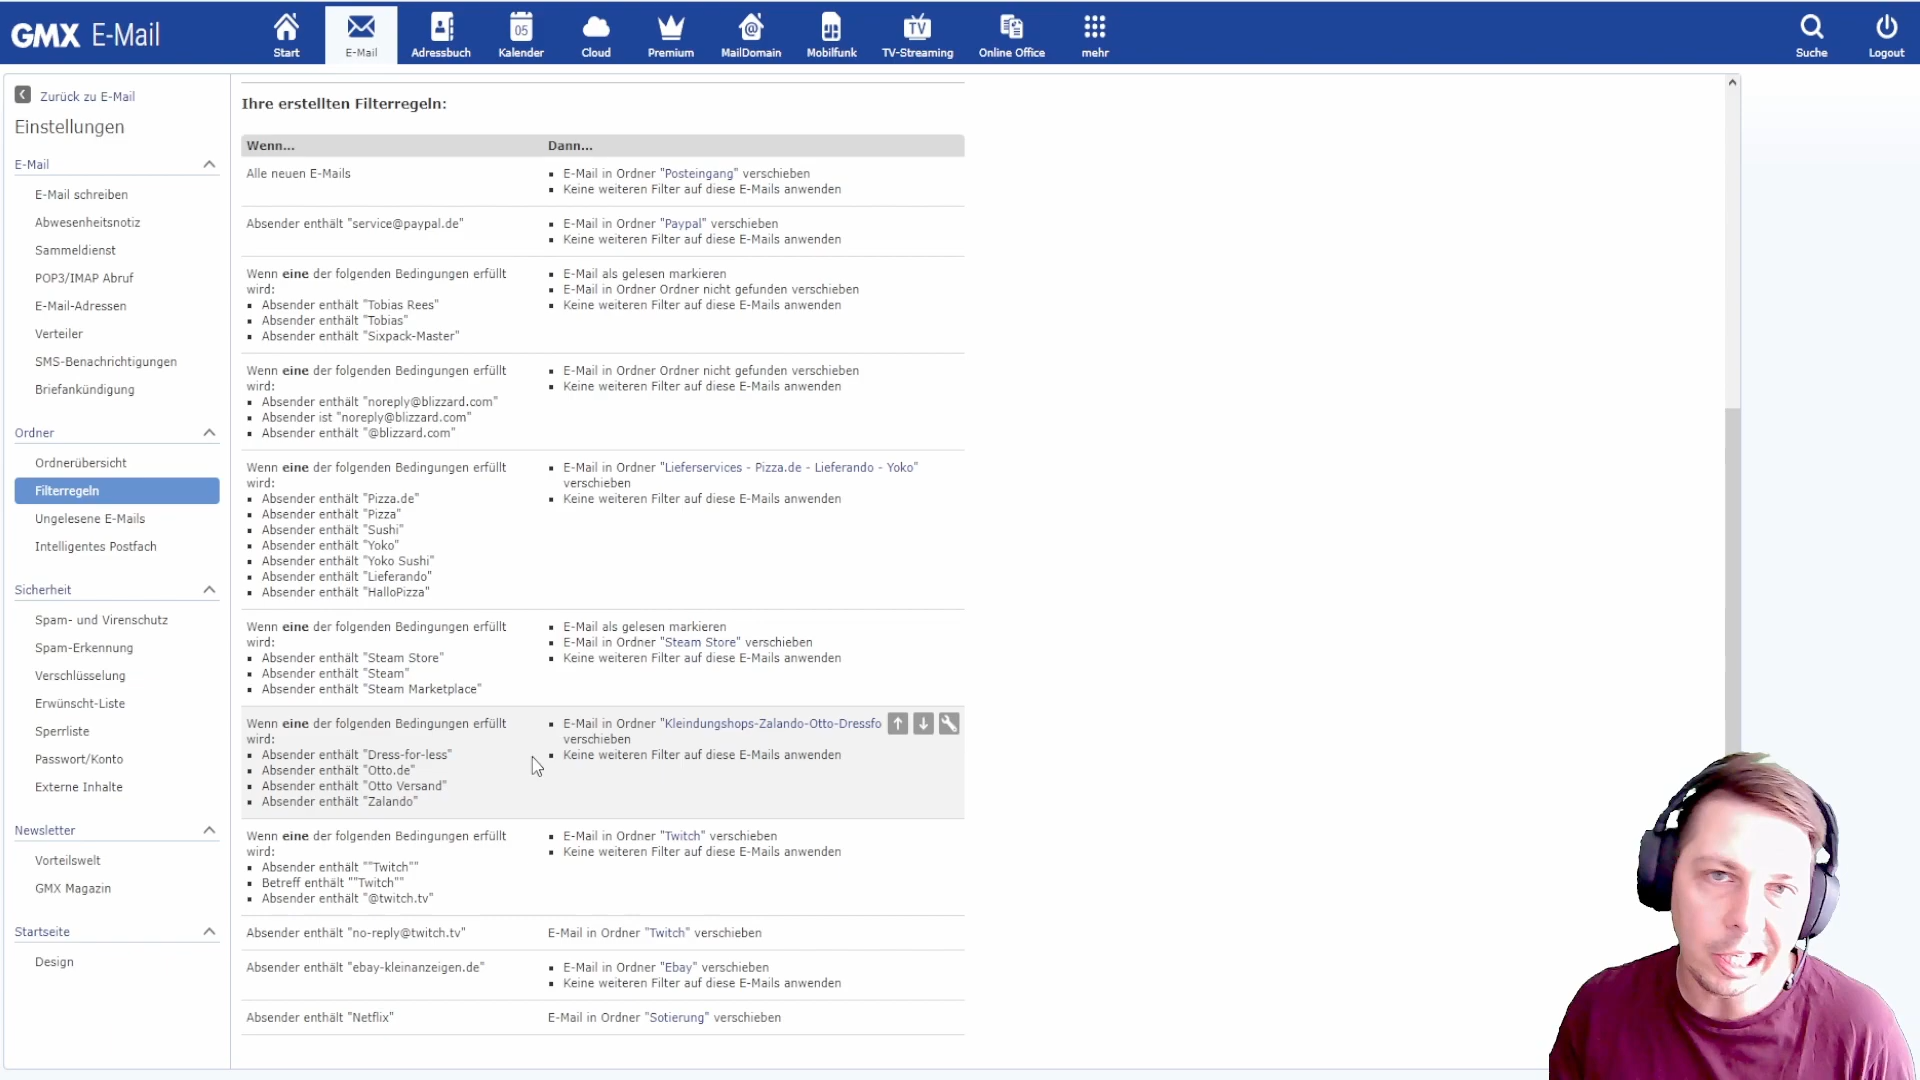 GMX E-Mail
Start
E-Mail
Adressbuch
05
Kalender
Cloud
Premium
MailDomain
Mobilfunk
TV
TV-Streaming
Online Office
mehr
Suche
Logout
Zurück zu E-Mail
Einstellungen
E-Mail
E-Mail schreiben
Abwesenheitsnotiz
Sammeldienst
POP3/IMAP Abruf
E-Mail-Adressen
Verteiler
SMS-Benachrichtigungen
Briefankündigung
Ordner
Ordnerübersicht
Filterregeln
Ungelesene E-Mails
Intelligentes Postfach
Sicherheit
Spam- und Virenschutz
Spam-Erkennung
Verschlüsselung
Erwünscht-Liste
Sperrliste
Passwort/Konto
Externe Inhalte
Newsletter
Vorteilswelt
GMX Magazin
Startseite
Design
Ihre erstellten Filterregeln:
Wenn... Dann...
Alle neuen E-Mails
E-Mail in Ordner "Posteingang" verschieben
Keine weiteren Filter auf diese E-Mails anwenden
Absender enthält "service@paypal.de"
E-Mail in Ordner "Paypal" verschieben
Keine weiteren Filter auf diese E-Mails anwenden
Wenn eine der folgenden Bedingungen erfüllt
wird:
Absender enthält "Tobias Rees"
Absender enthält "Tobias"
Absender enthält "Sixpack-Master"
E-Mail als gelesen markieren
E-Mail in Ordner Ordner nicht gefunden verschieben
Keine weiteren Filter auf diese E-Mails anwenden
Wenn eine der folgenden Bedingungen erfüllt
wird:
Absender enthält "noreply@blizzard.com"
Absender ist "noreply@blizzard.com"
Absender enthält "@blizzard.com"
E-Mail in Ordner Ordner nicht gefunden verschieben
Keine weiteren Filter auf diese E-Mails anwenden
Wenn eine der folgenden Bedingungen erfüllt
wird:
Absender enthält "Pizza.de"
Absender enthält "Pizza"
Absender enthält "Sushi"
Absender enthält "Yoko"
Absender enthält "Yoko Sushi"
Absender enthält "Lieferando"
Absender enthält "HalloPizza"
E-Mail in Ordner "Lieferservices - Pizza.de - Lieferando - Yoko"
verschieben
Keine weiteren Filter auf diese E-Mails anwenden
Wenn eine der folgenden Bedingungen erfüllt
wird:
Absender enthält "Steam Store"
Absender enthält "Steam"
Absender enthält "Steam Marketplace"
E-Mail als gelesen markieren
E-Mail in Ordner "Steam Store" verschieben
Keine weiteren Filter auf diese E-Mails anwenden
Wenn eine der folgenden Bedingungen erfüllt
wird:
Absender enthält "Dress-for-less"
Absender enthält "Otto.de"
Absender enthält "Otto Versand"
Absender enthält "Zalando"
E-Mail in Ordner "Kleindungshops-Zalando-Otto-Dressfo
verschieben
Keine weiteren Filter auf diese E-Mails anwenden
Wenn eine der folgenden Bedingungen erfüllt
wird:
Absender enthält ""Twitch""
Betreff enthält ""Twitch""
Absender enthält "@twitch.tv"
E-Mail in Ordner "Twitch" verschieben
Keine weiteren Filter auf diese E-Mails anwenden
Absender enthält "no-reply@twitch.tv"
E-Mail in Ordner "Twitch" verschieben
Absender enthält "ebay-kleinanzeigen.de"
E-Mail in Ordner "Ebay" verschieben
Keine weiteren Filter auf diese E-Mails anwenden
Absender enthält "Netflix"
E-Mail in Ordner "Sotierung" verschieben